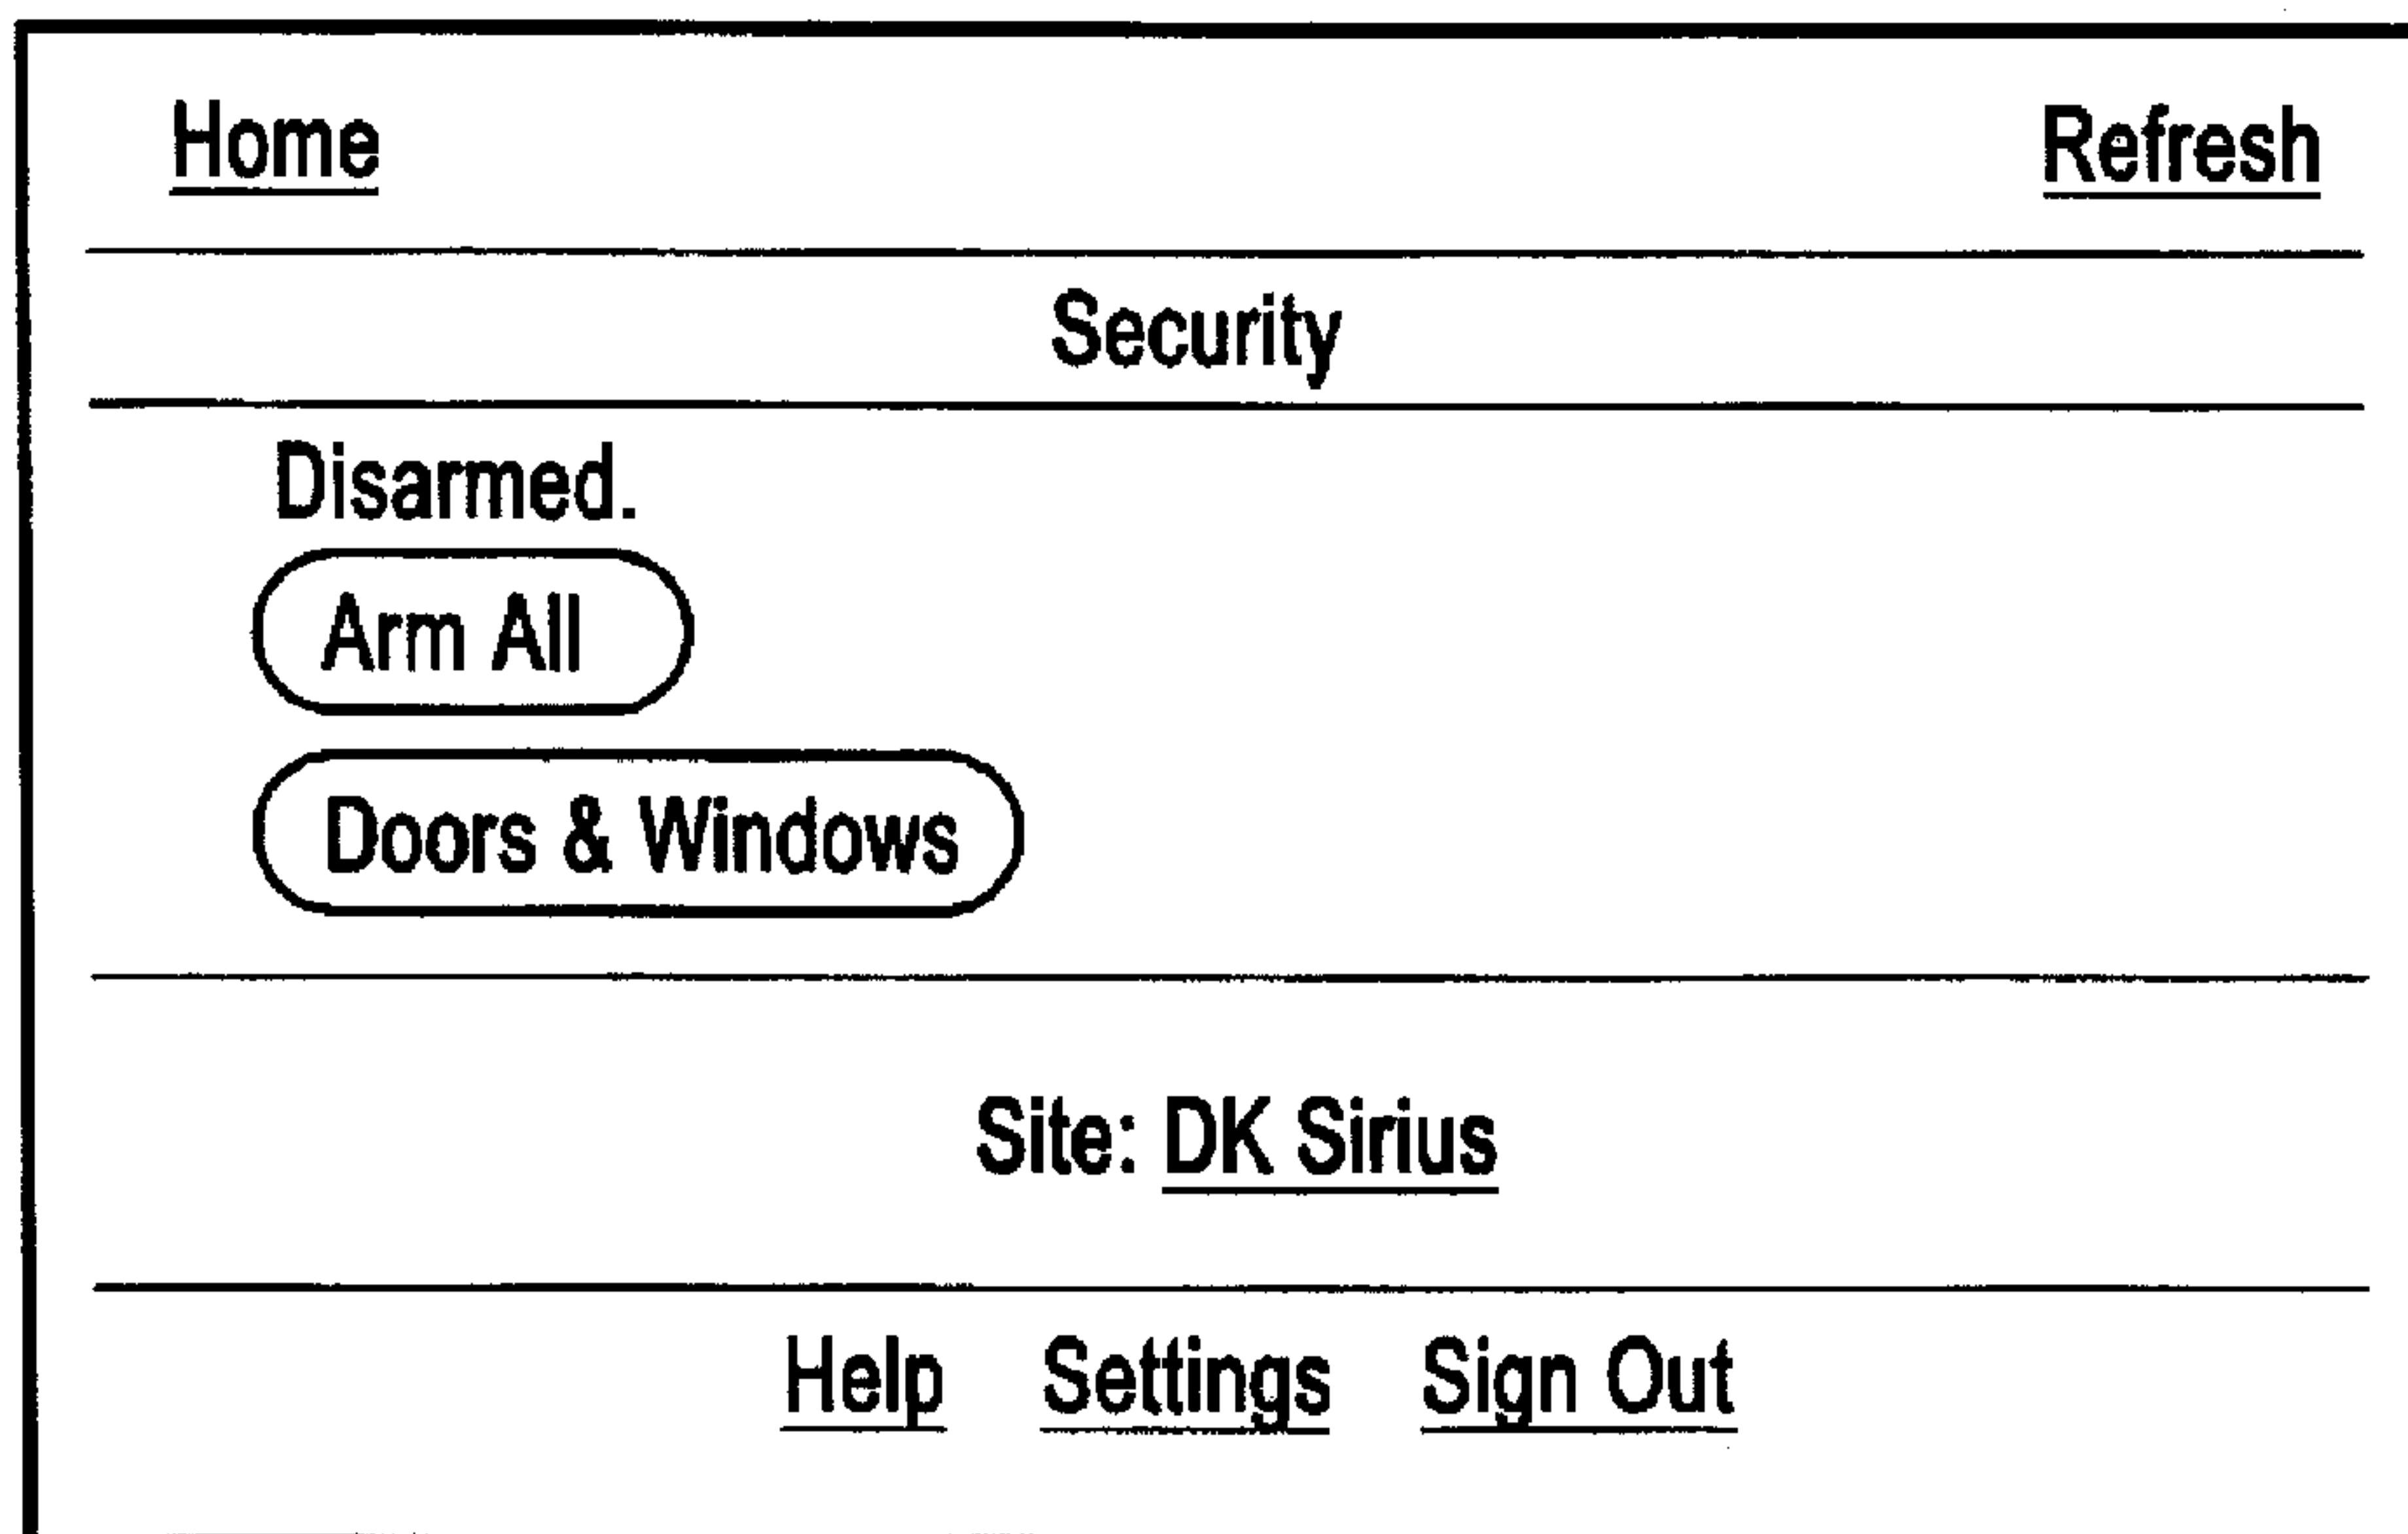 Home Refresh
Security
Disarmed.
Arm All
Doors & Windows
Site: DK Sirius
Help Settings Sign Out